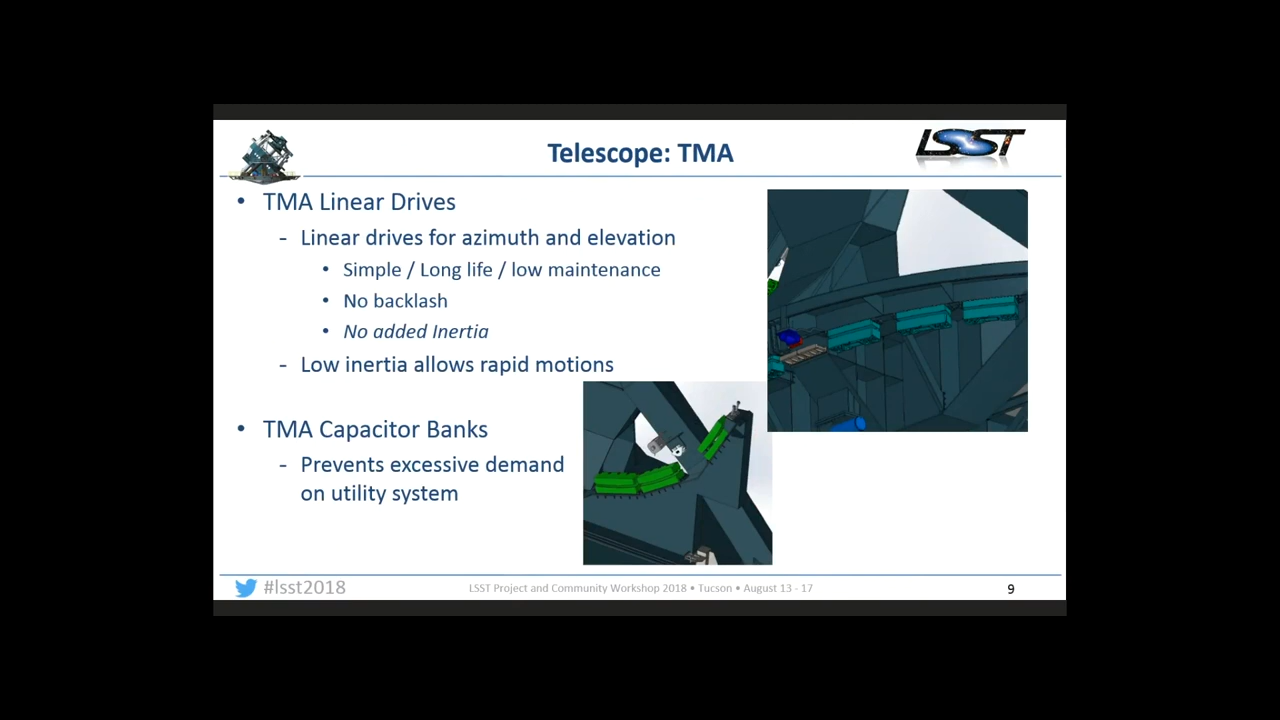 Telescope: TMA
LSST
• TMA Linear Drives
- Linear drives for azimuth and elevation
• Simple / Long life / low maintenance
• No backlash
• No added Inertia
- Low inertia allows rapid motions
• TMA Capacitor Banks
- Prevents excessive demand
on utility system
#lsst2018
LSST Project and Community Workshop 2018 • Tucson • August 13 - 17
9